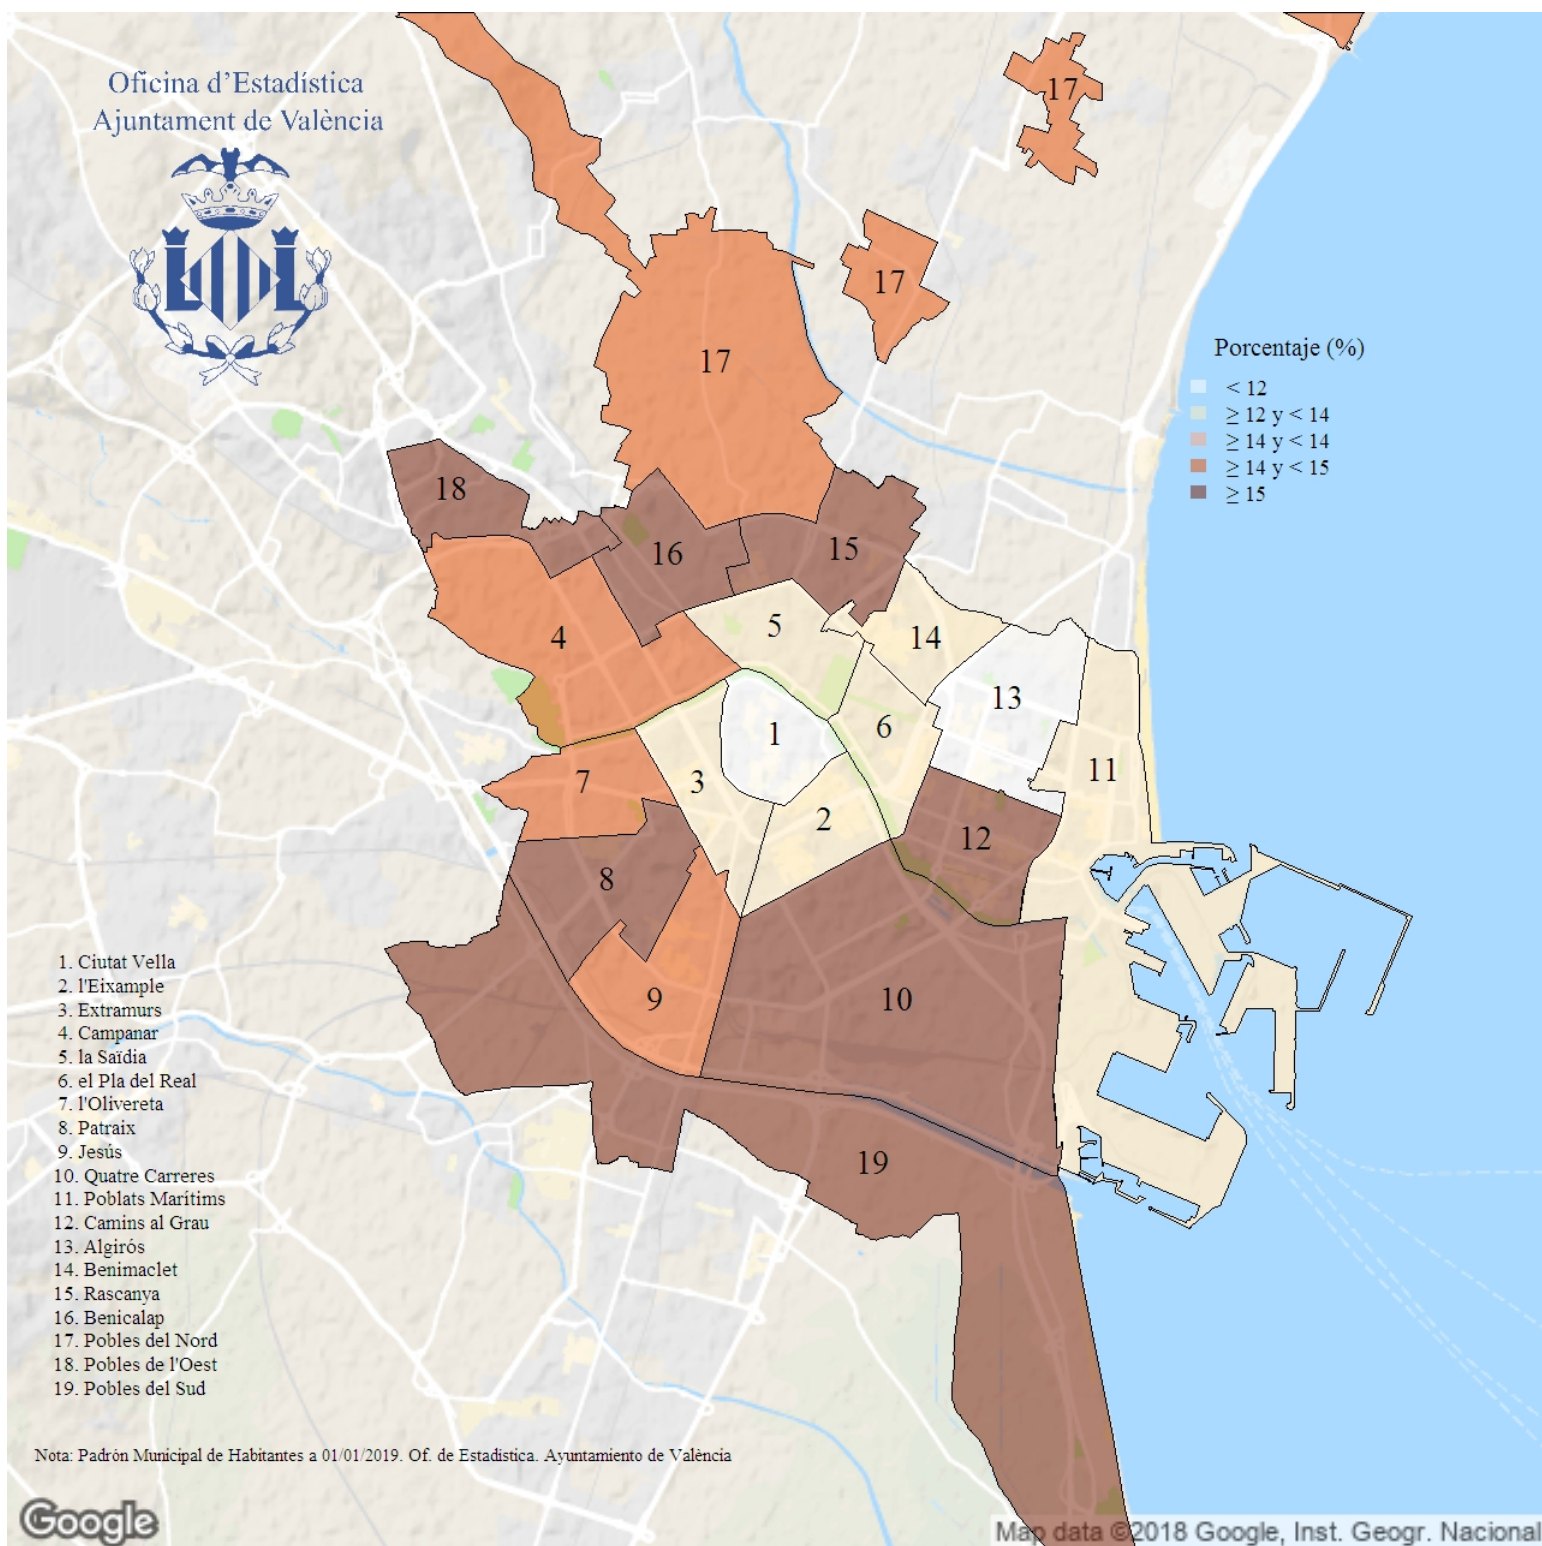 Oficina d'Estadística
Ajuntament de València
17
17
17
Porcentaje (%)
< 12
≥ 12 y < 14
≥ 14 y < 14
≥ 14 y < 15
≥ 15
18
16
15
4
5
14
13
1
6
7
3
11
2
12
8
9
10
19
1. Ciutat Vella
2. l'Eixample
3. Extramurs
4. Campanar
5. la Saïdia
6. el Pla del Real
7. l'Olivereta
8. Patraix
9. Jesús
10. Quatre Carreres
11. Poblats Marítims
12. Camins al Grau
13. Algirós
14. Benimaclet
15. Rascanya
16. Benicalap
17. Pobles del Nord
18. Pobles de l'Oest
19. Pobles del Sud
Nota: Padrón Municipal de Habitantes a 01/01/2019. Of. de Estadística. Ayuntamiento de València
Google
Map data ©2018 Google, Inst. Geogr. Nacional